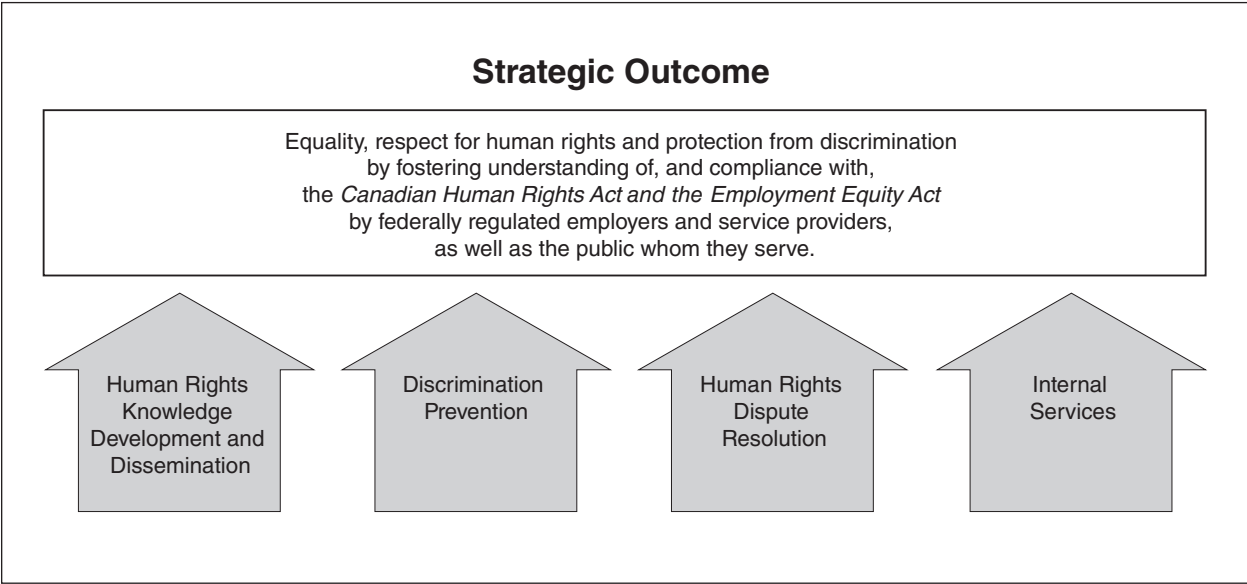 Strategic Outcome
Equality, respect for human rights and protection from discrimination
by fostering understanding of, and compliance with,
the Canadian Human Rights Act and the Employment Equity Act
by federally regulated employers and service providers,
as well as the public whom they serve.
Human Rights
Knowledge
Development and
Dissemination
Discrimination
Prevention
Human Rights
Dispute
Resolution
Internal
Services